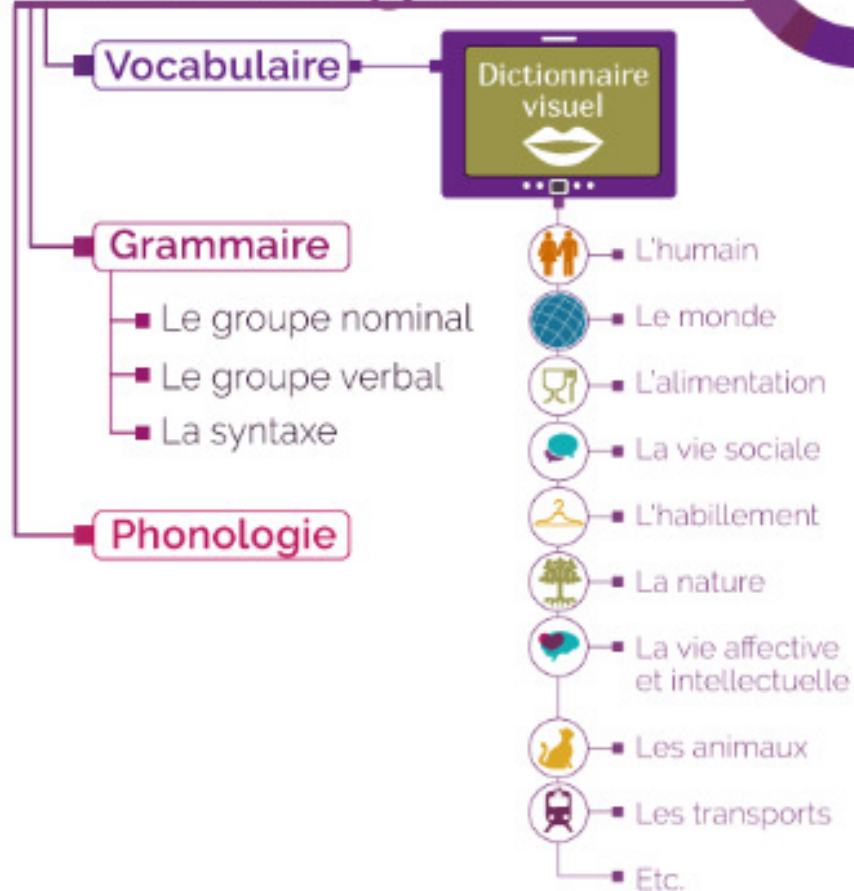 Vocabulaire
Dictionnaire
visuel
Grammaire
Le groupe nominal
Le groupe verbal
La syntaxe
Phonologie
L'humain
Le monde
L'alimentation
La vie sociale
L'habillement
La nature
La vie affective
et intellectuelle
Les animaux
Les transports
Etc.